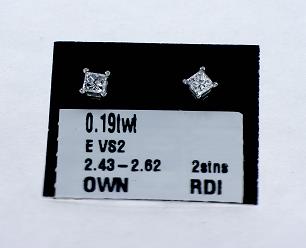 0.19twt
E VS2
2.43-2.62 2stns
OWN RDI